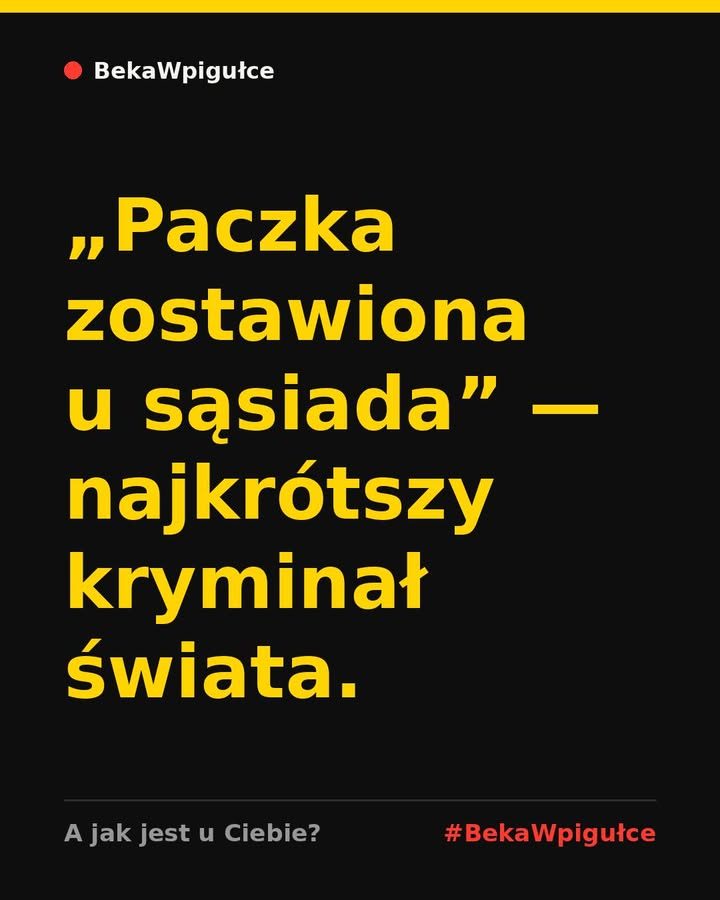 BekaWpigułce
„Paczka
zostawiona
u sąsiada” —
najkrótszy
kryminał
świata.
A jak jest u Ciebie?
#BekaWpigułce